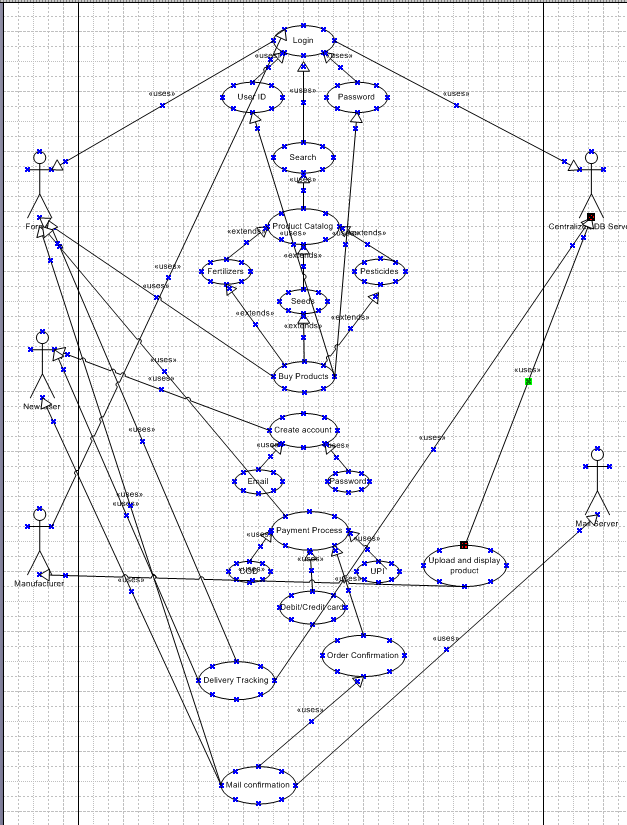 Login
«uses»
«uses»
«uses»
«uses»
User ID
«uses»
Password
Search
«uses»
Product Catalog
«extends»
«uses»
«extends»
Centralized DB Server
Fertilizers
«extends»
Pesticides
«uses»
«uses»
Seeds
«extends»
«extends»
«extends»
«uses»
«uses»
Buy Products
«uses»
New User
Create account
«uses»
«uses»
«uses»
«uses»
Email
Password
«uses»
«uses»
Payment Process
Mail Server
«uses»
«uses»
«uses»
Upload and display
product
UPI
Manufacturer
«uses»
«uses»
Debit/Credit card
«uses»
Order Confirmation
Delivery Tracking
«uses»
Mail confirmation